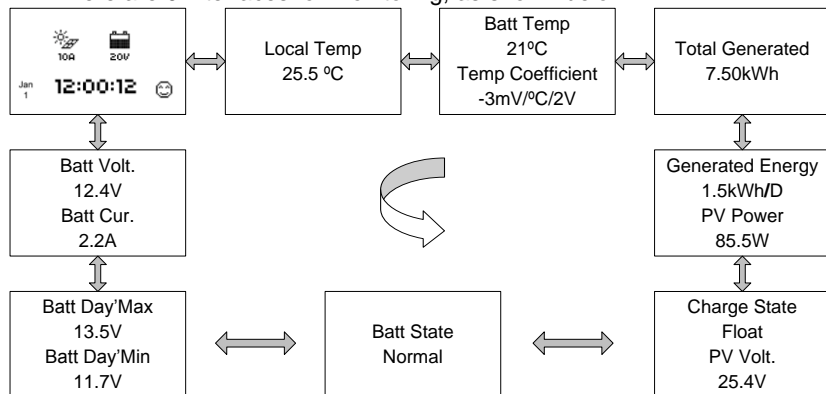 10A 20V
Jan
1
12:00:12
Local Temp
25.5 ºC
Batt Temp
21ºC
Temp Coefficient
-3mV/ºC/2V
Total Generated
7.50kWh
Batt Volt.
12.4V
Batt Cur.
2.2A
Generated Energy
1.5kWh/D
PV Power
85.5W
Batt Day'Max
13.5V
Batt Day'Min
11.7V
Batt State
Normal
Charge State
Float
PV Volt.
25.4V